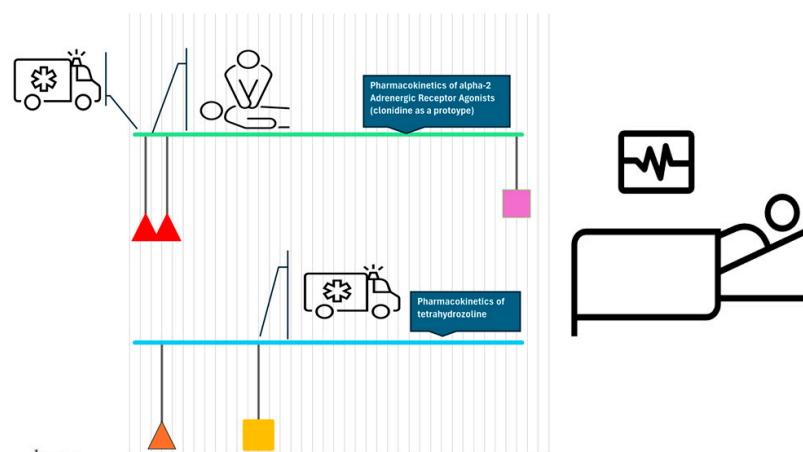 Pharmacokinetics of alpha-2
Adrenergic Receptor Agonists
(clonidine as a protoype)
Pharmacokinetics of
tetrahydrozoline